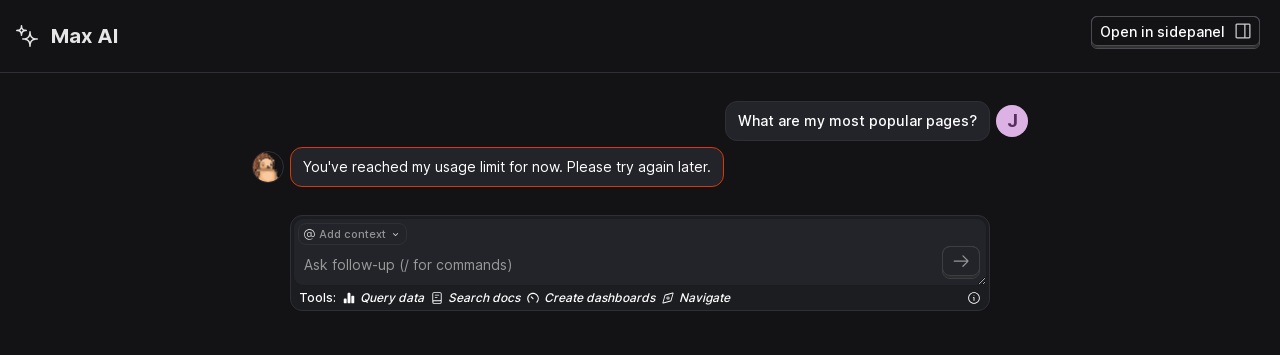 Max AI
Open in sidepanel
What are my most popular pages?
J
You've reached my usage limit for now. Please try again later.
@ Add context
Ask follow-up (/ for commands)
Tools: Query data Search docs Create dashboards Navigate